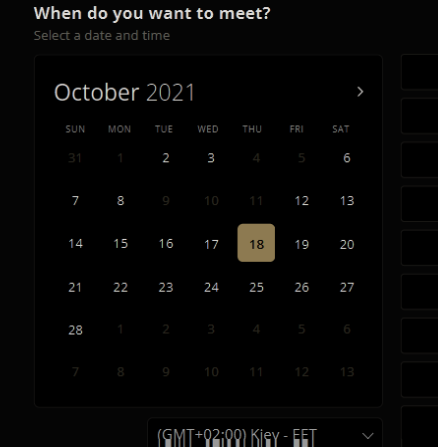 When do you want to meet?
Select a date and time
October 2021
SUN MON TUE WED THU FRI SAT
31 1 2 3 4 5 6
7 8 9 10 11 12 13
14 15 16 17 18 19 20
21 22 23 24 25 26 27
28 1 2 3 4 5 6
7 8 9 10 11 12 13
(GMT+02:00) Kiev - EET